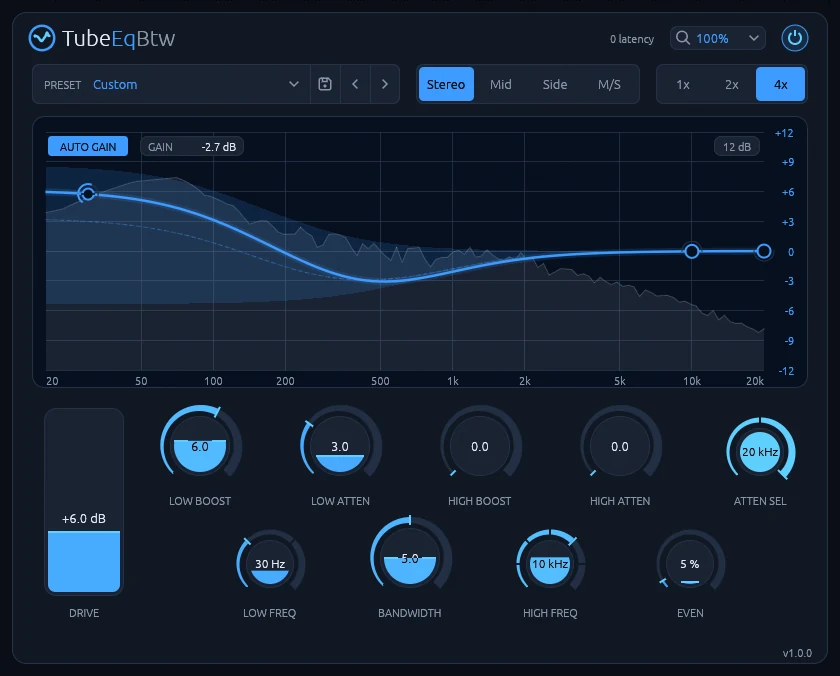 TubeEqBtw
0 latency
100%
PRESET Custom
Stereo Mid Side M/S
1x 2x 4x
AUTO GAIN
GAIN -2.7 dB
12 dB
+12
+9
+6
+3
0
-3
-6
-9
-12
20 50 100 200 500 1k 2k 5k 10k 20k
6.0 3.0 0.0 0.0 20 kHz
LOW BOOST LOW ATTEN HIGH BOOST HIGH ATTEN ATTEN SEL
+6.0 dB
30 Hz 5.0 10 kHz 5 %
DRIVE LOW FREQ BANDWIDTH HIGH FREQ EVEN
v1.0.0